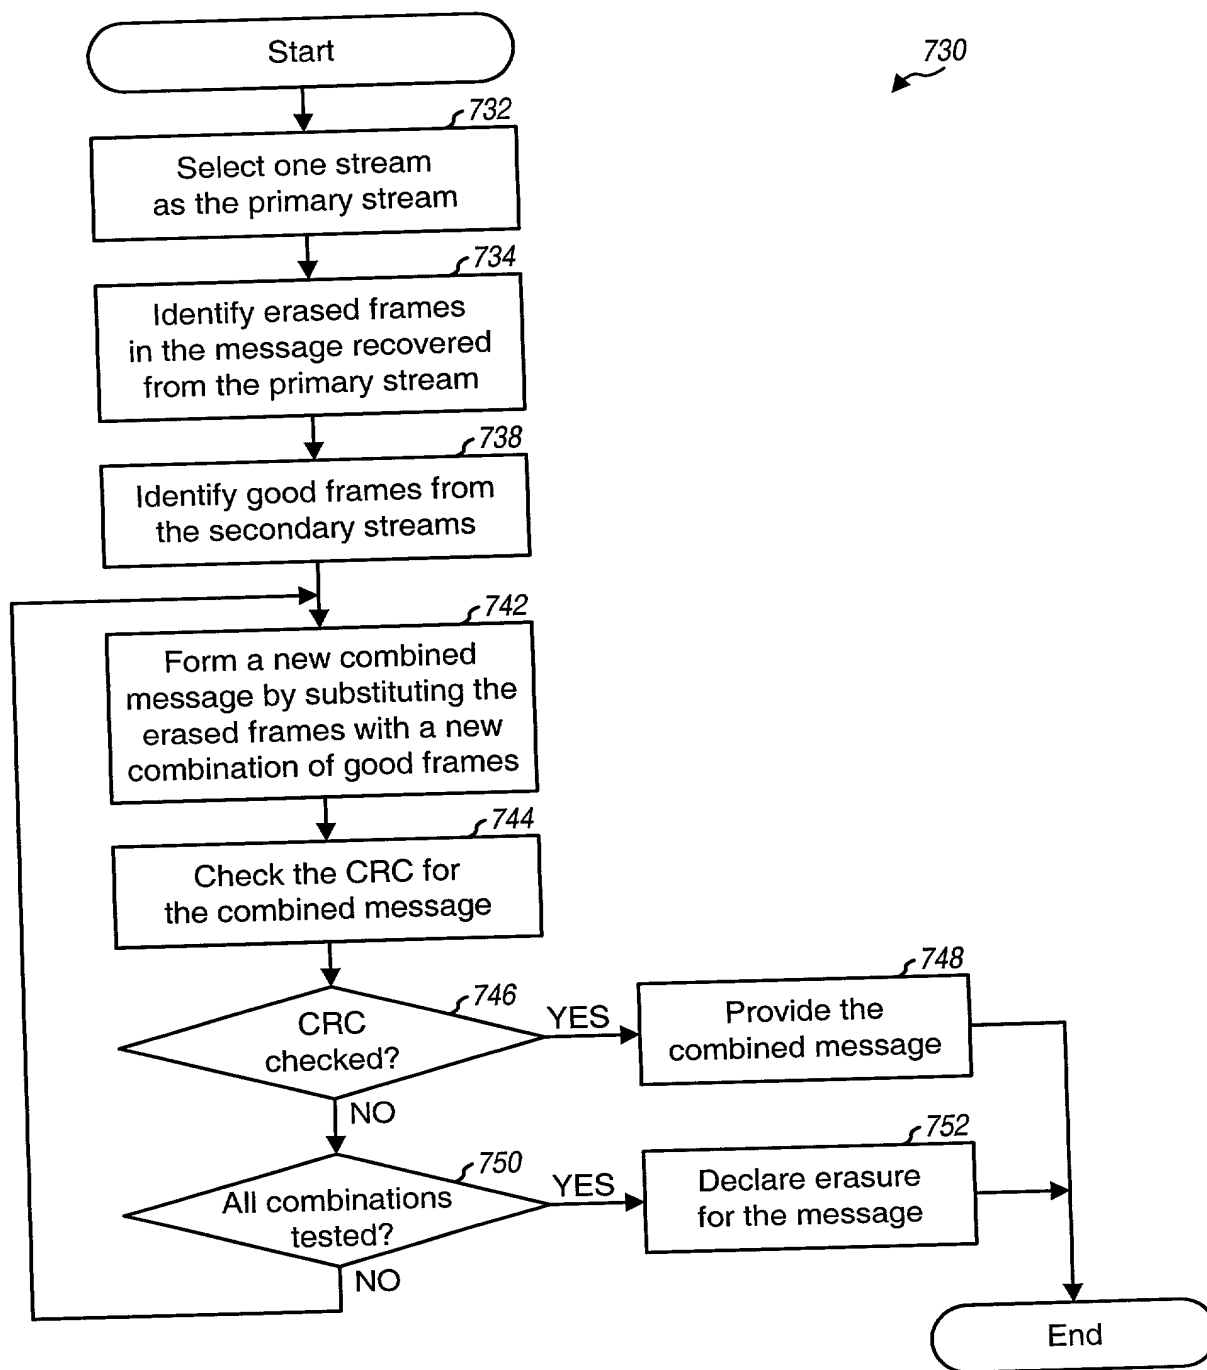 Start
730
732
Select one stream
as the primary stream
734
Identify erased frames
in the message recovered
from the primary stream
738
Identify good frames from
the secondary streams
742
Form a new combined
message by substituting the
erased frames with a new
combination of good frames
744
Check the CRC for
the combined message
746
CRC
checked?
YES
748
Provide the
combined message
NO
750
All combinations
tested?
YES
752
Declare erasure
for the message
NO
End